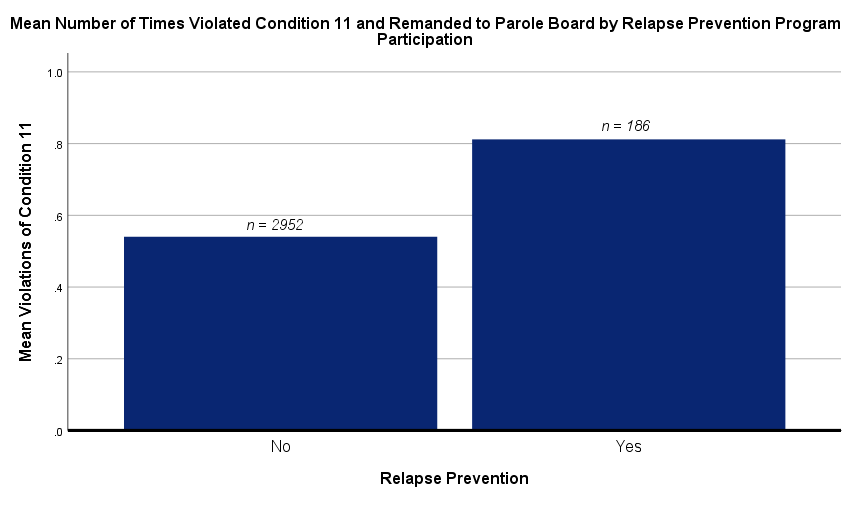 Mean Number of Times Violated Condition 11 and Remanded to Parole Board by Relapse Prevention Program
Participation
Mean Violations of Condition 11
1.0
.8
.6
.4
.2
.0
n = 2952
n = 186
No
Yes
Relapse Prevention